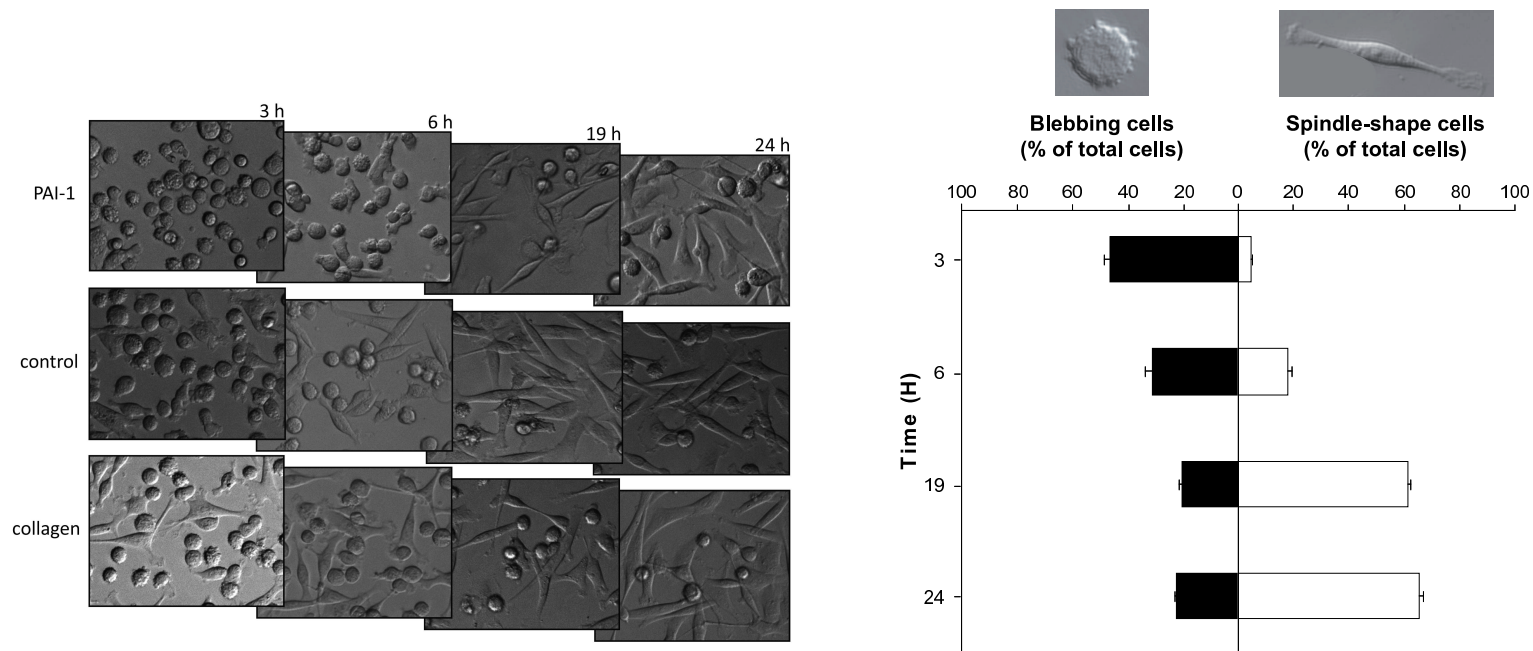 3 h
6 h
19 h
24 h
PAI-1
control
collagen
Blebbing cells
(% of total cells)
Spindle-shape cells
(% of total cells)
100 80 60 40 20 0 20 40 60 80 100
Time (H)
3
6
19
24